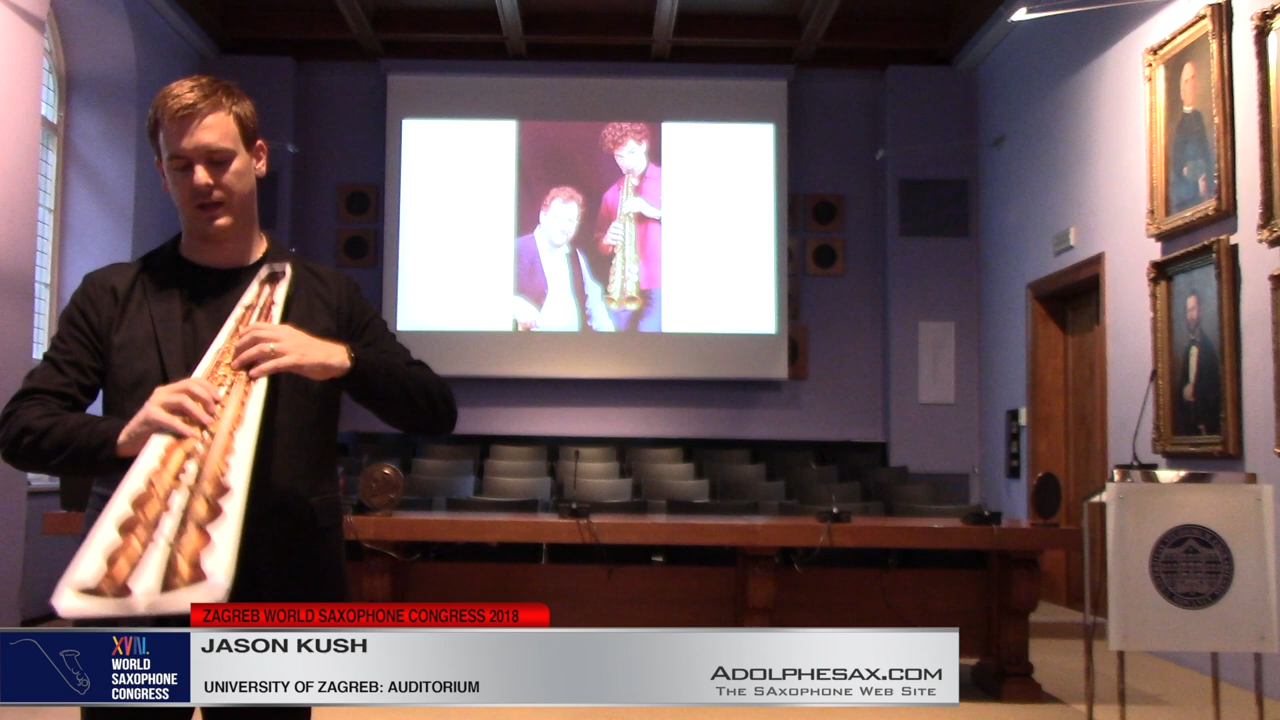 ZAGREB WORLD SAXOPHONE CONGRESS 2018
JASON KUSH
XVIII.
WORLD
SAXOPHONE
CONGRESS
UNIVERSITY OF ZAGREB: AUDITORIUM
ADOLPHESAX.COM
THE SAXOPHONE WEB SITE